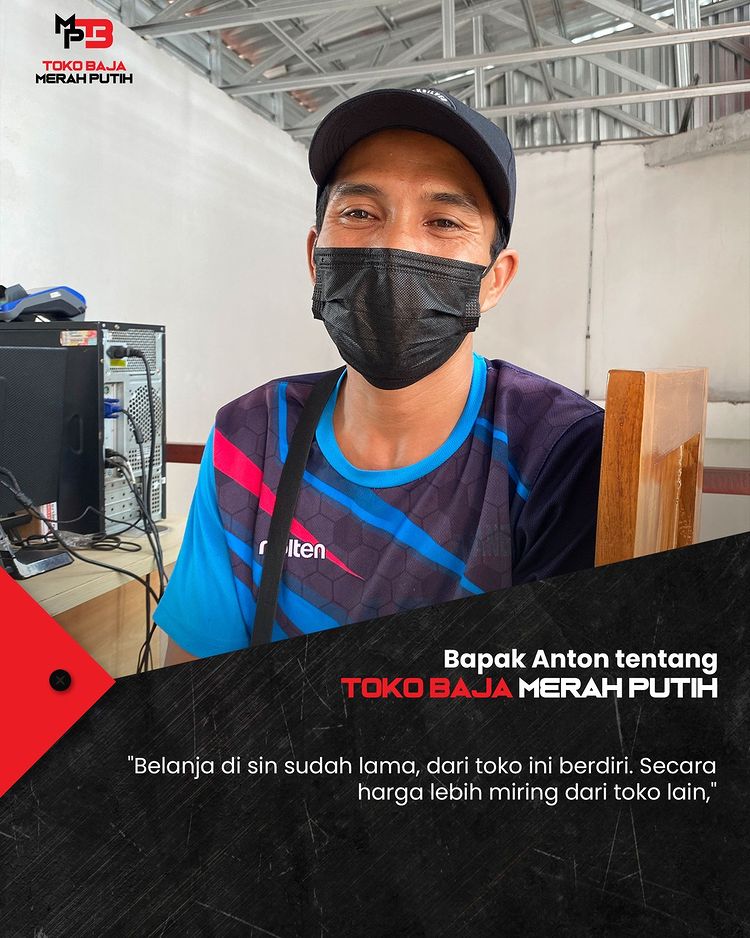 MPTB
TOKO BAJA
MERAH PUTIH
molten
Bapak Anton tentang
TOKO BAJA MERAH PUTIH
"Belanja di sin sudah lama, dari toko ini berdiri. Secara
harga lebih miring dari toko lain,"